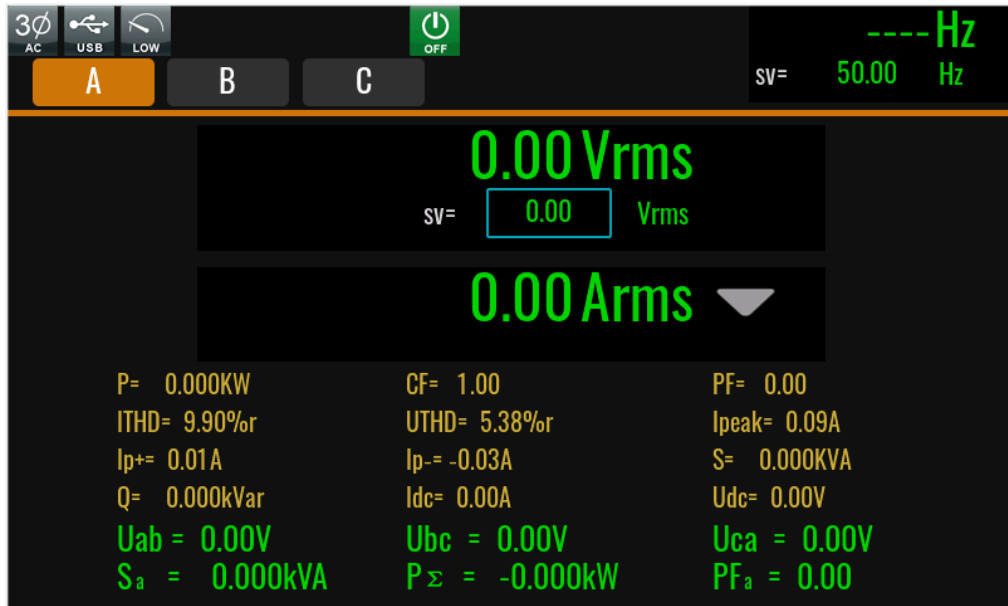 3Ø
AC USB LOW OFF
----Hz
A B C
sv= 50.00 Hz
0.00 Vrms
sv= 0.00 Vrms
0.00 Arms
P= 0.000KW CF= 1.00 PF= 0.00
ITHD= 9.90%r UTHD= 5.38%r Ipeak= 0.09A
Ip+= 0.01A Ip-= -0.03A S= 0.000KVA
Q= 0.000kVar Idc= 0.00A Udc= 0.00V
Uab = 0.00V Ubc = 0.00V Uca = 0.00V
Sa = 0.000kVA PΣ = -0.000kW PFa = 0.00